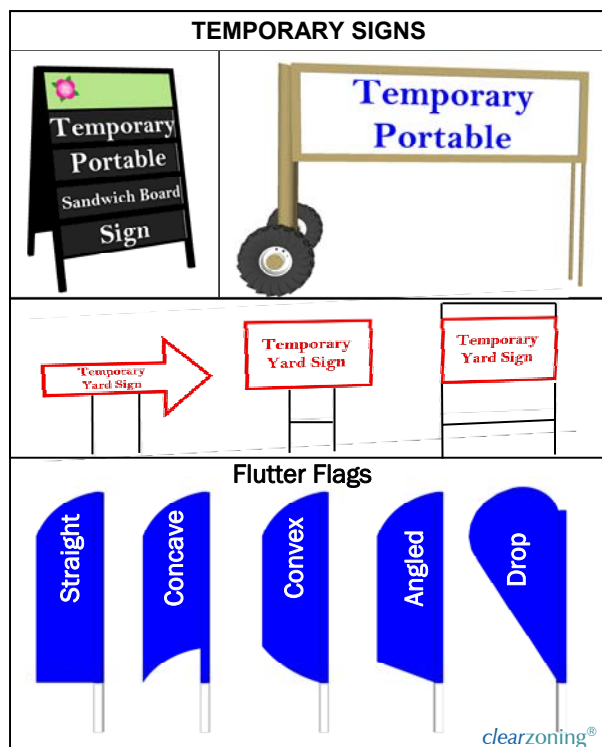 TEMPORARY SIGNS
Temporary
Portable
Sandwich Board
Sign
Temporary
Portable
Temporary
Yard Sign
Temporary
Yard Sign
Temporary
Yard Sign
Flutter Flags
Straight
Concave
Convex
Angled
Drop
clearzoning®